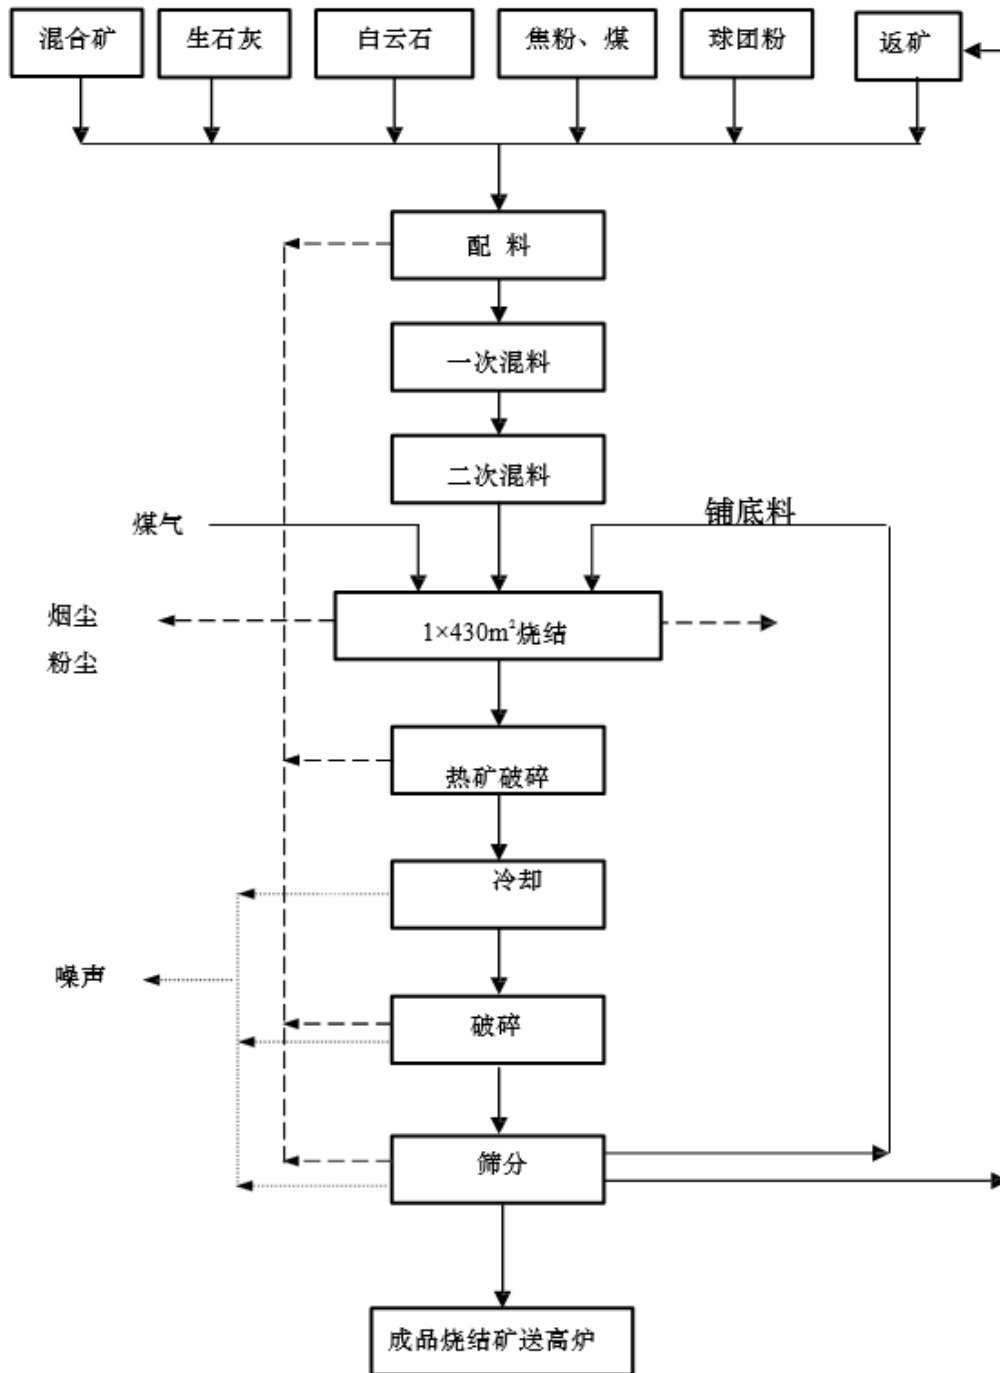 混合矿
生石灰
白云石
焦粉、煤
球团粉
返矿
配 料
一次混料
二次混料
煤气
铺底料
烟尘
粉尘
1×430m²烧结
热矿破碎
冷却
噪声
破碎
筛分
成品烧结矿送高炉